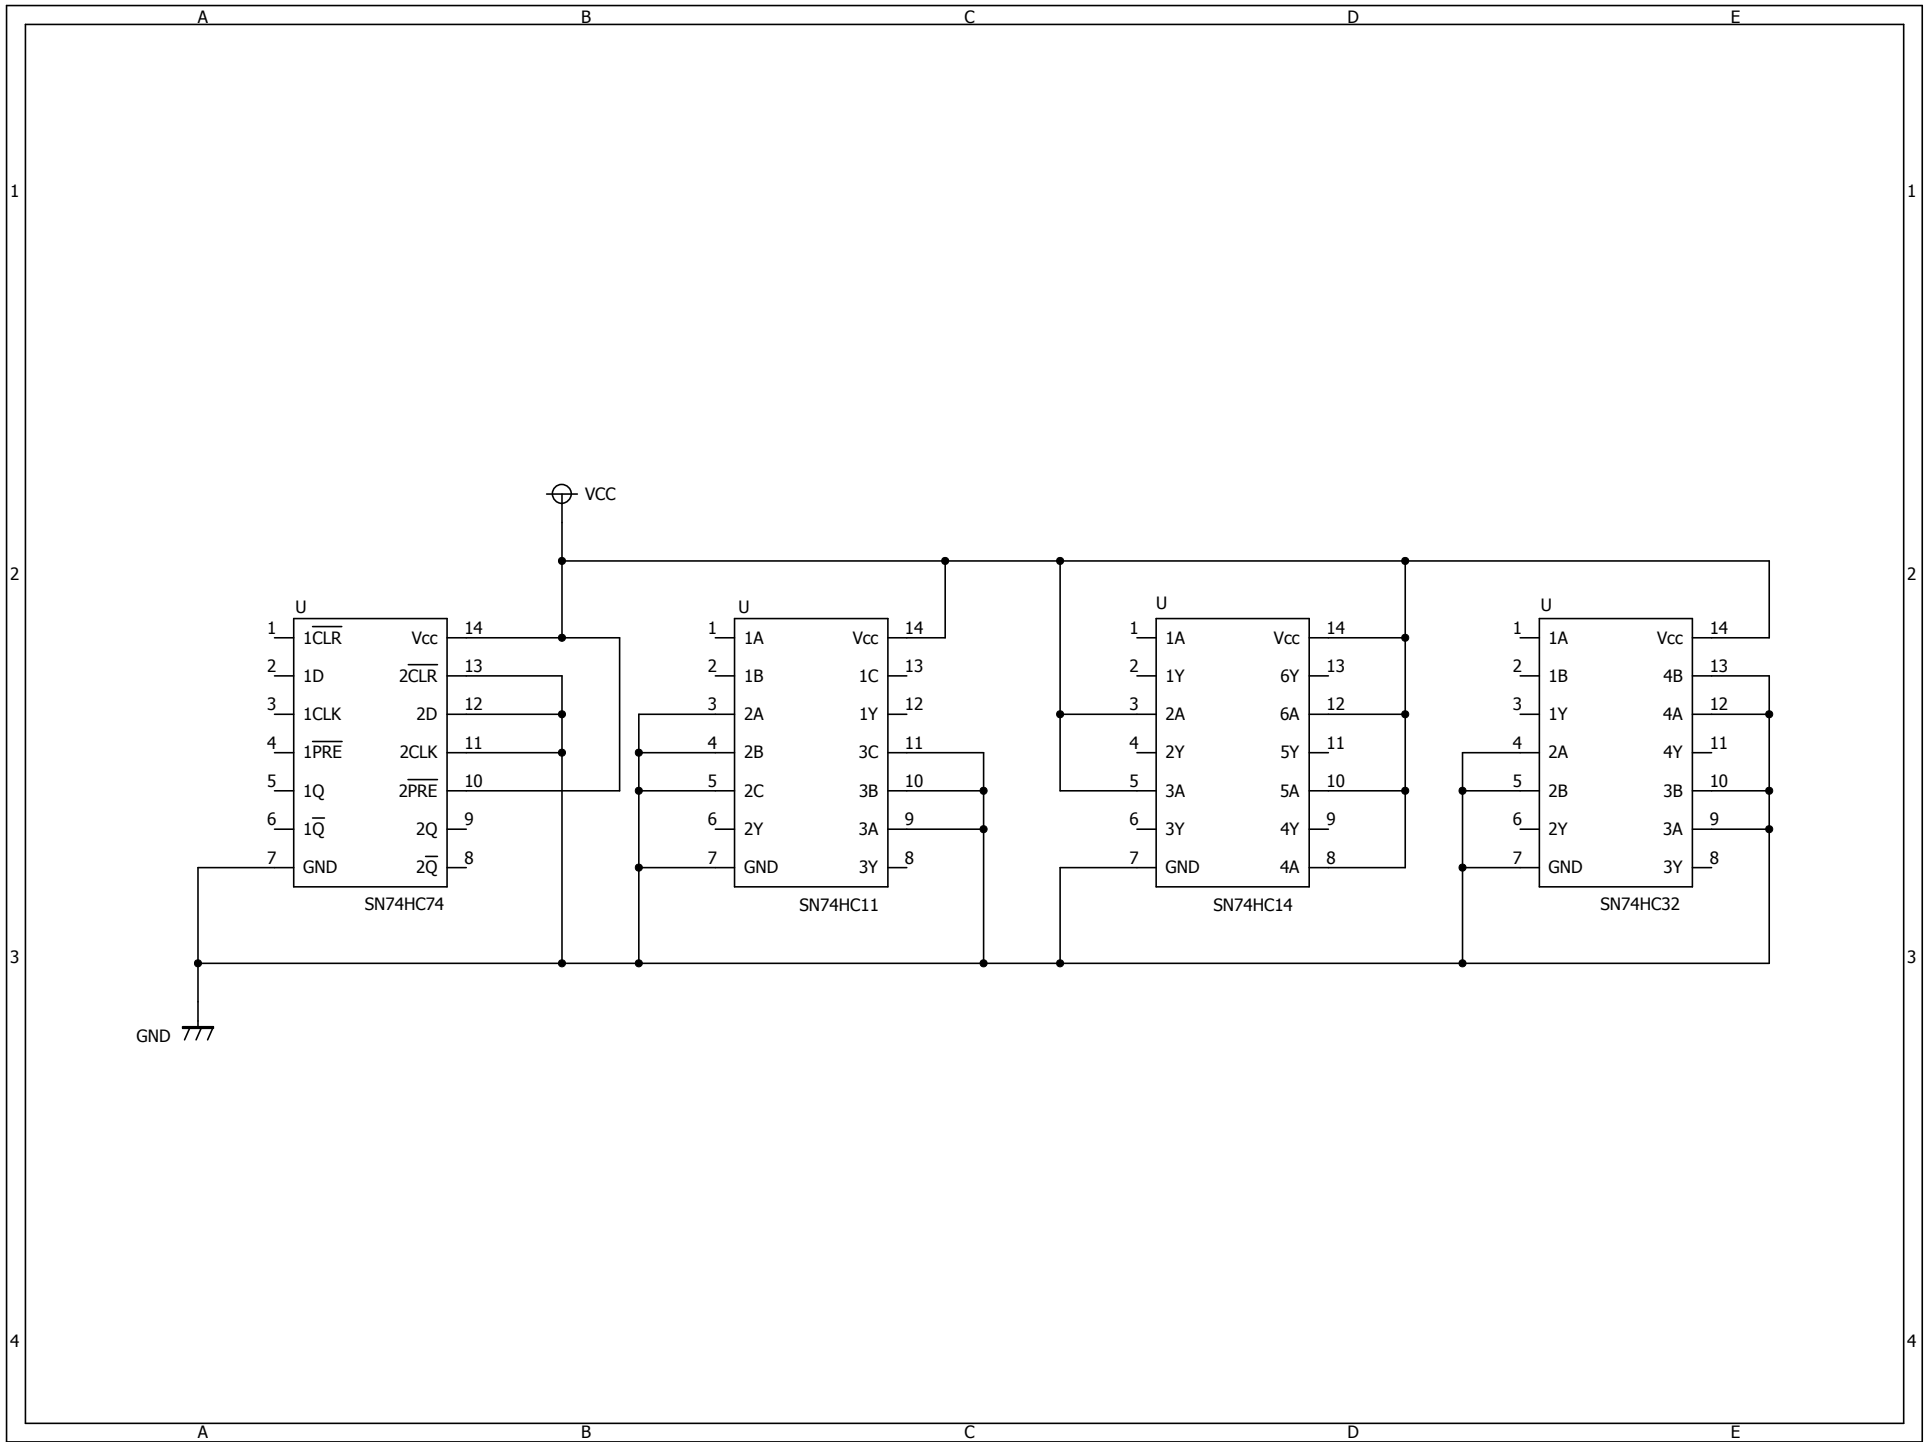 A B C D E
1 1
VCC
2 2
U U U U
1 1CLR Vcc 14 1 1A Vcc 14 1 1A Vcc 14 1 1A Vcc 14
2 1D 2CLR 13 2 1B 1C 13 2 1Y 6Y 13 2 1B 4B 13
3 1CLK 2D 12 3 2A 1Y 12 3 2A 6A 12 3 1Y 4A 12
4 1PRE 2CLK 11 4 2B 3C 11 4 2Y 5Y 11 4 2A 4Y 11
5 1Q 2PRE 10 5 2C 3B 10 5 3A 5A 10 5 2B 3B 10
6 1Q 2Q 9 6 2Y 3A 9 6 3Y 4Y 9 6 2Y 3A 9
7 GND 2Q 8 7 GND 3Y 8 7 GND 4A 8 7 GND 3Y 8
SN74HC74 SN74HC11 SN74HC14 SN74HC32
3 3
GND
4 4
A B C D E